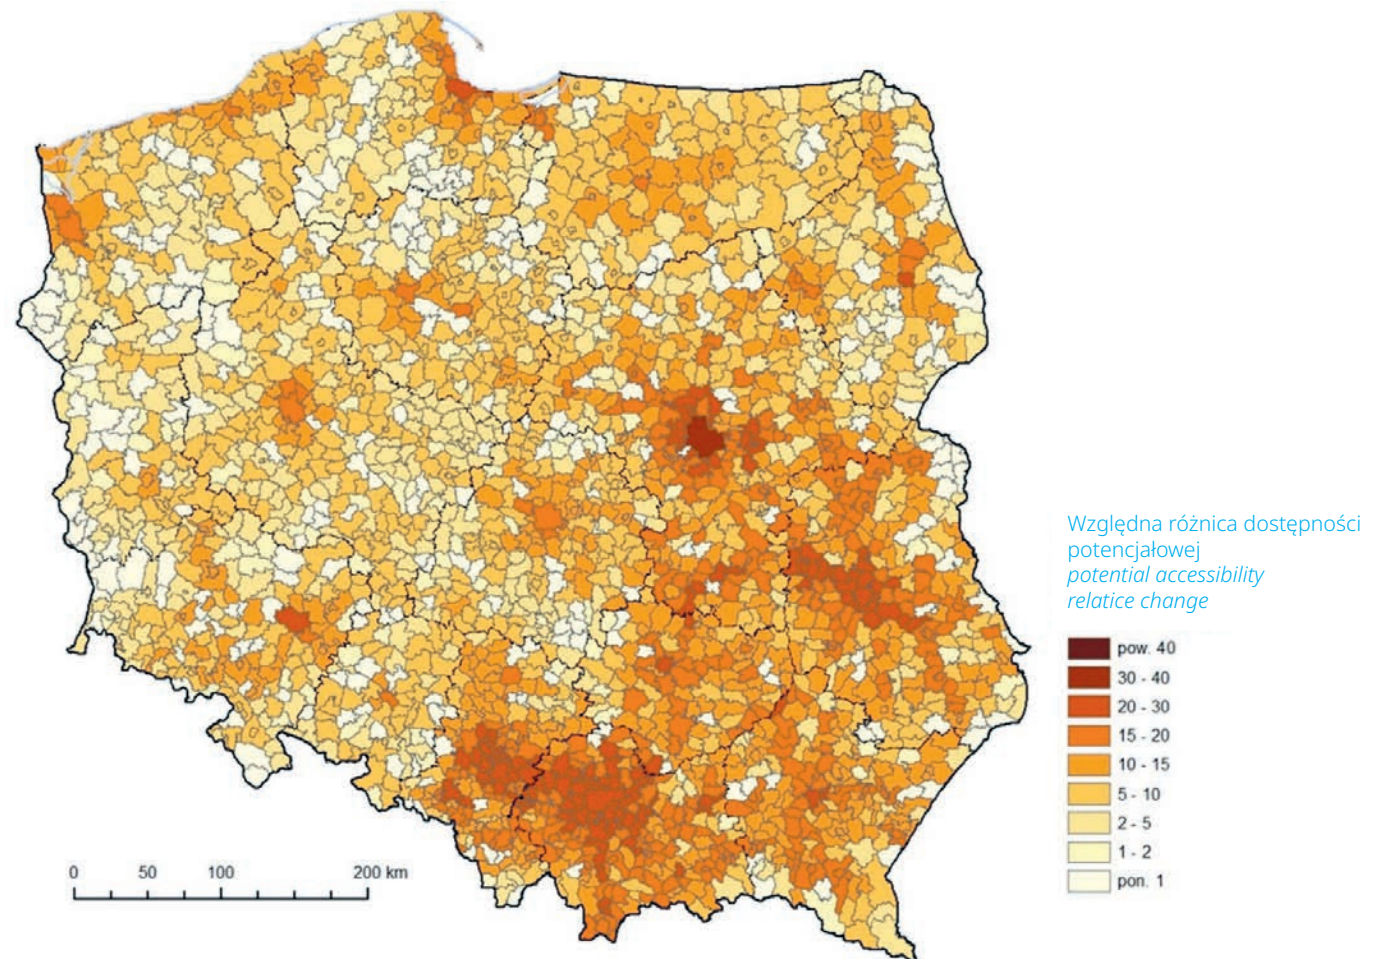 Względna różnica dostępności
potencjałowej
potential accessibility
relatice change
pow. 40
30 - 40
20 - 30
15 - 20
10 - 15
5 - 10
2 - 5
1 - 2
pon. 1
0 50 100 200 km